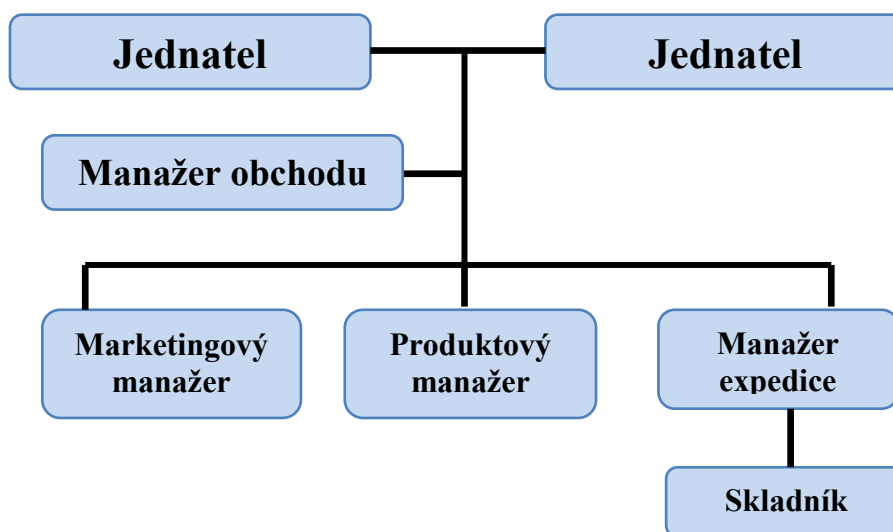 Jednatel
Jednatel
Manažer obchodu
Marketingový
manažer
Produktový
manažer
Manažer
expedice
Skladník